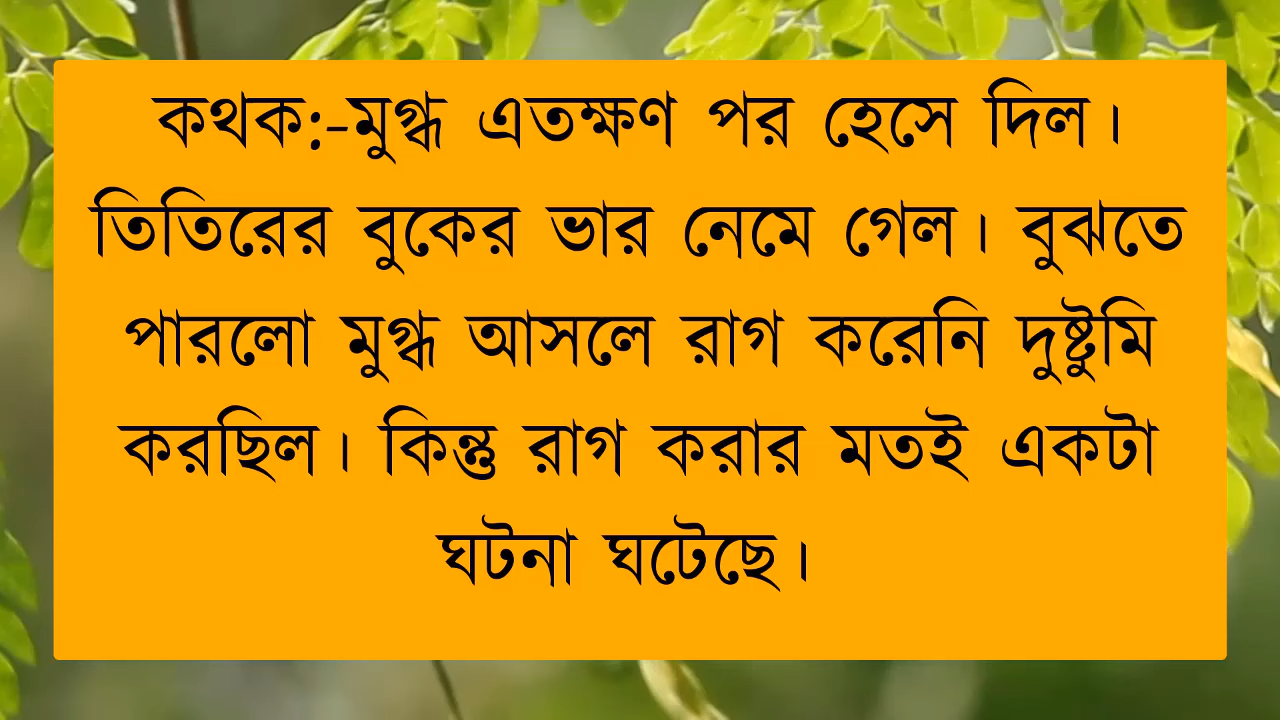 কথক:-মুগ্ধ এতক্ষণ পর হেসে দিল।
তিতিরের বুকের ভার নেমে গেল। বুঝতে
পারলো মুগ্ধ আসলে রাগ করেনি দুষ্টুমি
করছিল। কিন্তু রাগ করার মতই একটা
ঘটনা ঘটেছে।